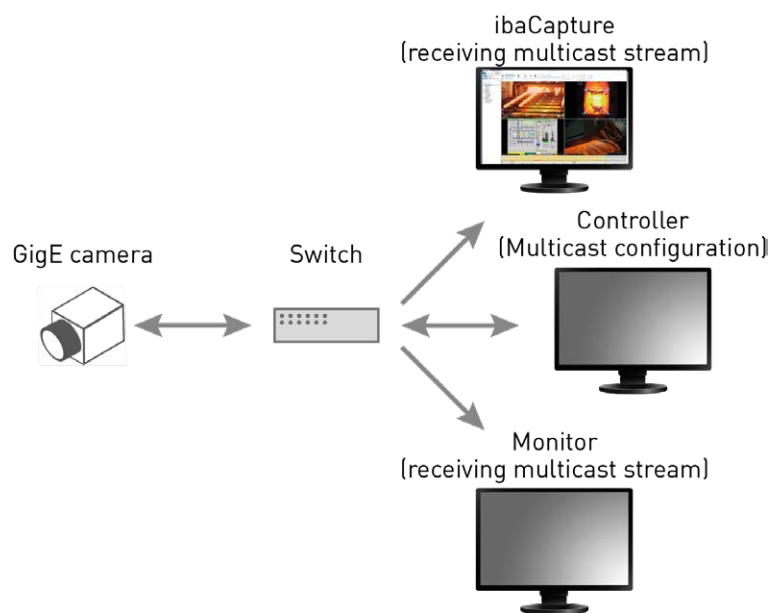 ibaCapture
(receiving multicast stream)
Controller
(Multicast configuration)
GigE camera
Switch
Monitor
(receiving multicast stream)